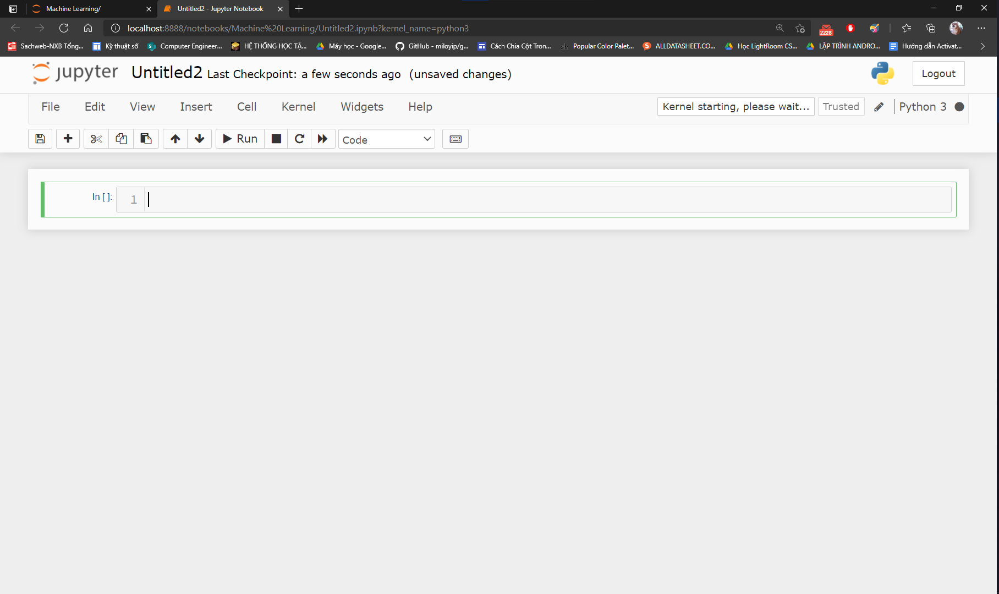 Machine Learning/
Untitled2 - Jupyter Notebook
localhost:8888/notebooks/Machine%20Learning/Untitled2.ipynb?kernel_name=python3
2228
Sachweb-NXB Tổng... Kỹ thuật số Computer Engineer... HỆ THỐNG HỌC TẬ... Máy học - Google... GitHub - miloyip/g... Cách Chia Cột Tron... ch Popular Color Palet... ALLDATASHEET.CO... Học LightRoom CS... LẬP TRÌNH ANDRO... Hướng dẫn Activat...
jupyter Untitled2 Last Checkpoint: a few seconds ago (unsaved changes) Logout
File Edit View Insert Cell Kernel Widgets Help Kernel starting, please wait... Trusted Python 3
Run Code
In [ ]: 1